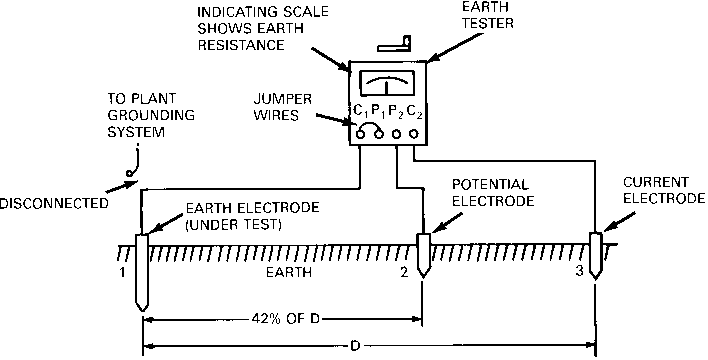 INDICATING SCALE
SHOWS EARTH
RESISTANCE
EARTH
TESTER
TO PLANT
GROUNDING
SYSTEM
JUMPER
WIRES
C1 P1 P2 C2
DISCONNECTED
EARTH ELECTRODE
(UNDER TEST)
POTENTIAL
ELECTRODE
CURRENT
ELECTRODE
1
EARTH
2
3
42% OF D
D